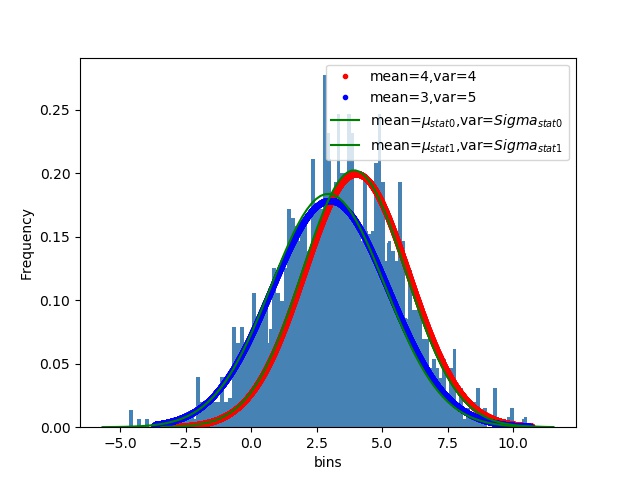 mean=4,var=4
mean=3,var=5
mean=μstat0,var=Sigmastat0
mean=μstat1,var=Sigmastat1
0.25
0.20
0.15
0.10
0.05
0.00
Frequency
−5.0 −2.5 0.0 2.5 5.0 7.5 10.0
bins